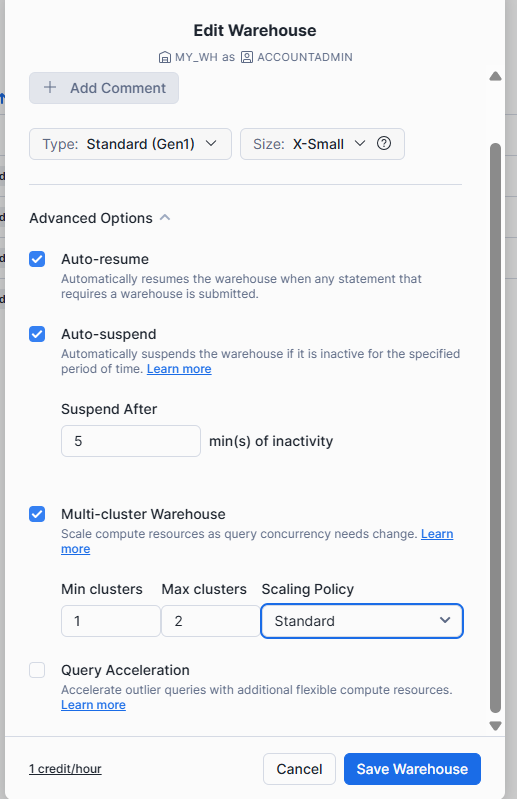 Edit Warehouse
MY_WH as ACCOUNTADMIN
+ Add Comment
Type: Standard (Gen1)
Size: X-Small
Advanced Options
Auto-resume
Automatically resumes the warehouse when any statement that
requires a warehouse is submitted.
Auto-suspend
Automatically suspends the warehouse if it is inactive for the specified
period of time. Learn more
Suspend After
5 min(s) of inactivity
Multi-cluster Warehouse
Scale compute resources as query concurrency needs change. Learn
more
Min clusters Max clusters Scaling Policy
1 2 Standard
Query Acceleration
Accelerate outlier queries with additional flexible compute resources.
Learn more
1 credit/hour
Cancel
Save Warehouse